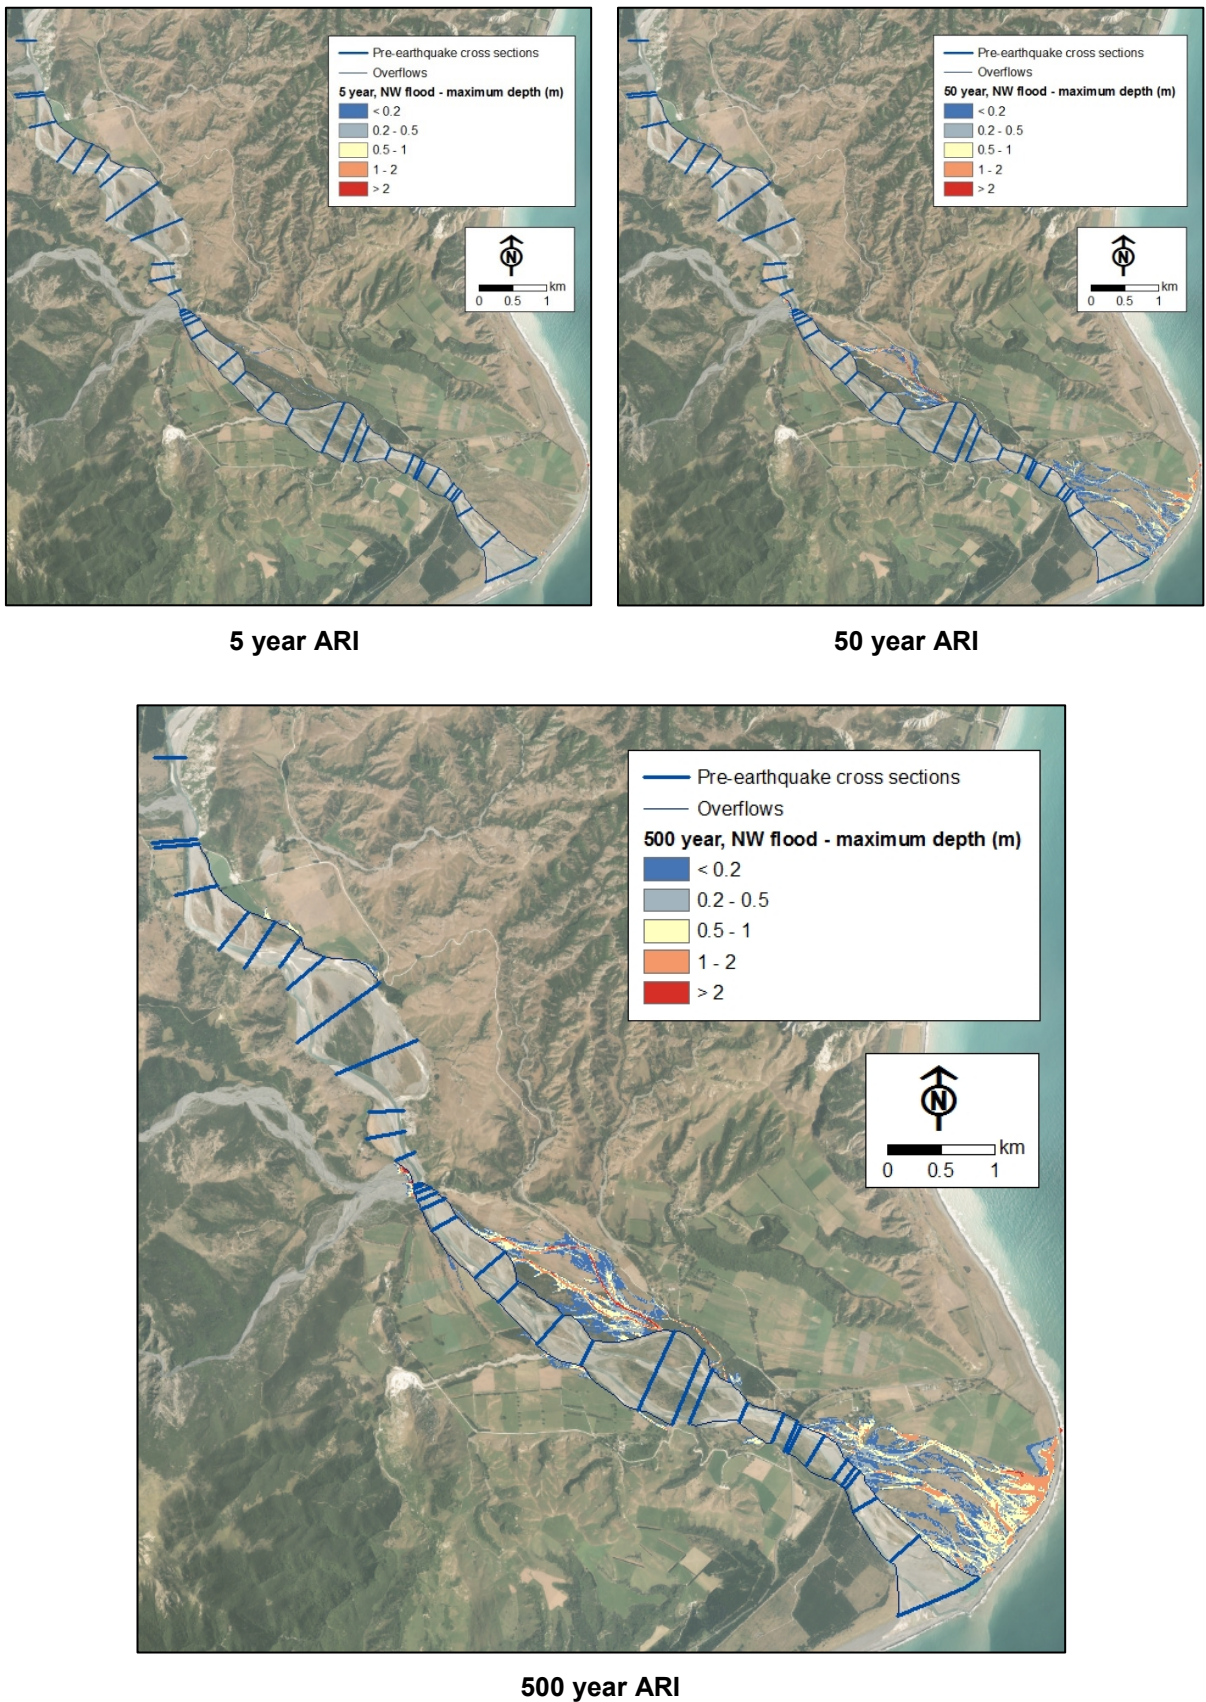 Pre-earthquake cross sections
Overflows
5 year, NW flood - maximum depth (m)
< 0.2
0.2 - 0.5
0.5 - 1
1 - 2
> 2
N
km
0 0.5 1
5 year ARI
Pre-earthquake cross sections
Overflows
50 year, NW flood - maximum depth (m)
< 0.2
0.2 - 0.5
0.5 - 1
1 - 2
> 2
N
km
0 0.5 1
50 year ARI
Pre-earthquake cross sections
Overflows
500 year, NW flood - maximum depth (m)
< 0.2
0.2 - 0.5
0.5 - 1
1 - 2
> 2
N
km
0 0.5 1
500 year ARI